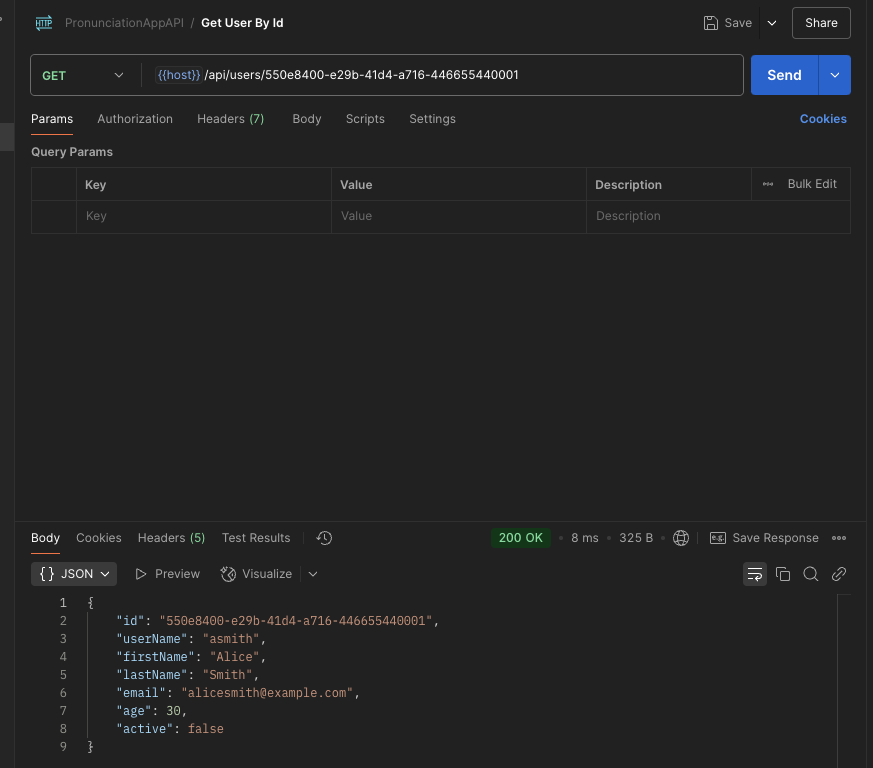 HTTP PronunciationAppAPI / Get User By Id Save Share
GET {{host}} /api/users/550e8400-e29b-41d4-a716-446655440001 Send
Params Authorization Headers (7) Body Scripts Settings Cookies
Query Params
Key Value Description Bulk Edit
Key Value Description
Body Cookies Headers (5) Test Results 200 OK 8 ms 325 B e.g. Save Response
{} JSON Preview Visualize
1 {
2 "id": "550e8400-e29b-41d4-a716-446655440001",
3 "userName": "asmith",
4 "firstName": "Alice",
5 "lastName": "Smith",
6 "email": "alicesmith@example.com",
7 "age": 30,
8 "active": false
9 }